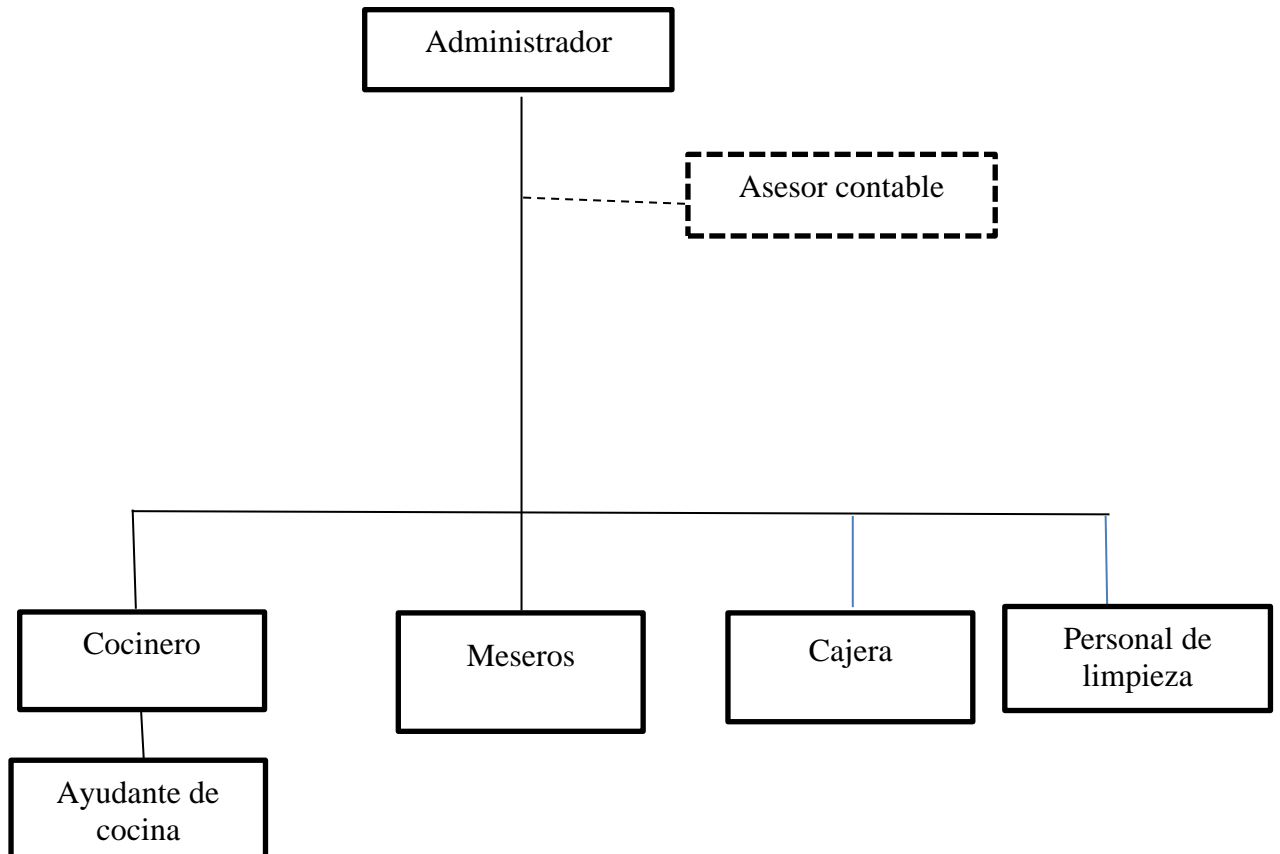 Administrador
Asesor contable
Cocinero
Meseros
Cajera
Personal de
limpieza
Ayudante de
cocina